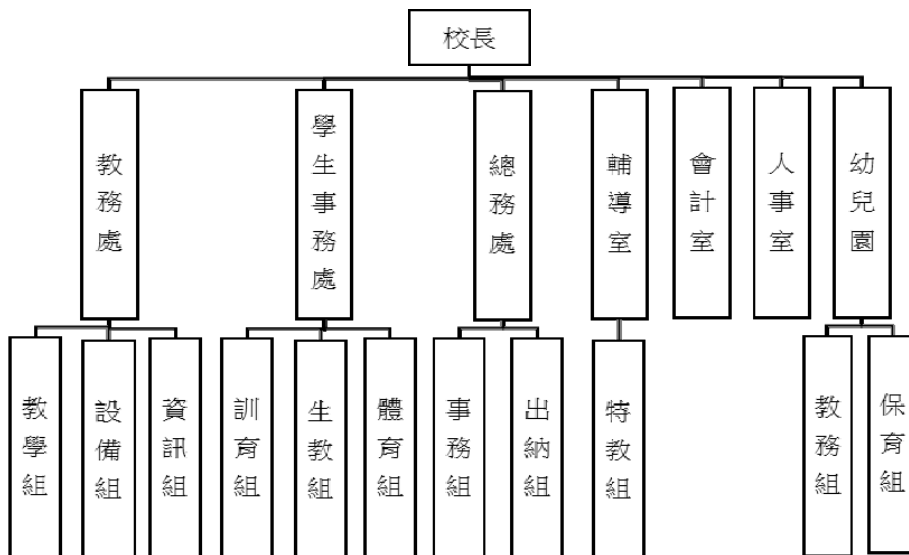 校長
教務處
學生事務處
總務處
輔導室
會計室
人事室
幼兒園
教學組
設備組
資訊組
訓育組
生教組
體育組
事務組
出納組
特教組
教務組
保育組